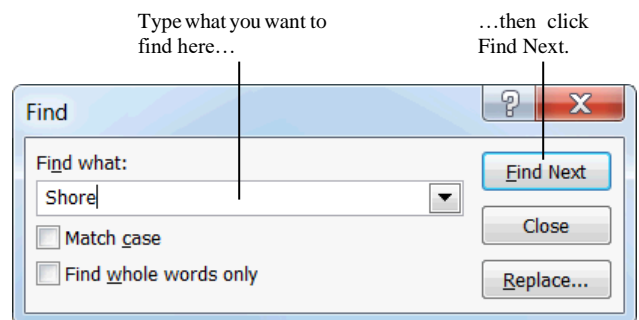 Type what you want to find here…
…then click Find Next.
Find
Find what:
Shore
Find Next
Match case
Close
Find whole words only
Replace...